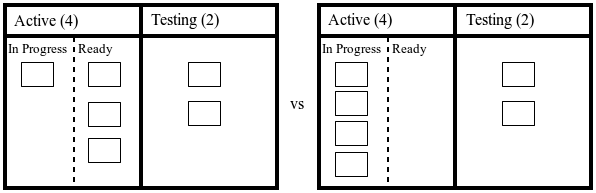 Active (4) Testing (2)
In Progress Ready
vs
Active (4) Testing (2)
In Progress Ready